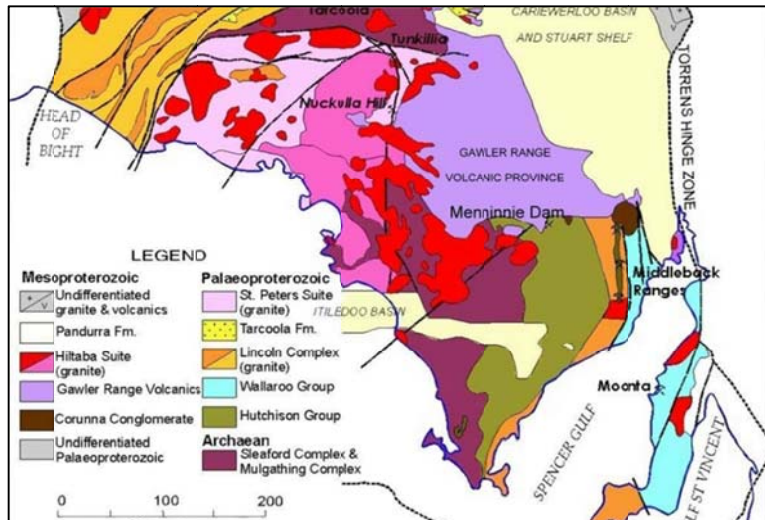 Tarcoola
CARIEWERLOO BASIN
AND STUART SHELF
Tunkillia
HEAD
OF
BIGHT
Nuckulla Hill
TORRENS HINGE ZONE
GAWLER RANGE
VOLCANIC PROVINCE
Menninnie Dam
Middleback
Ranges
ITILEDOO BASIN
Moonta
SPENCER GULF
LF ST VINCENT
LEGEND
Mesoproterozoic
Undifferentiated
granite & volcanics
Pandurra Fm.
Hiltaba Suite
(granite)
Gawler Range Volcanics
Corunna Conglomerate
Undifferentiated
Palaeoproterozoic
Palaeoproterozoic
St. Peters Suite
(granite)
Tarcoola Fm.
Lincoln Complex
(granite)
Wallaroo Group
Hutchison Group
Archaean
Sleaford Complex &
Mulgathing Complex
0 100 200